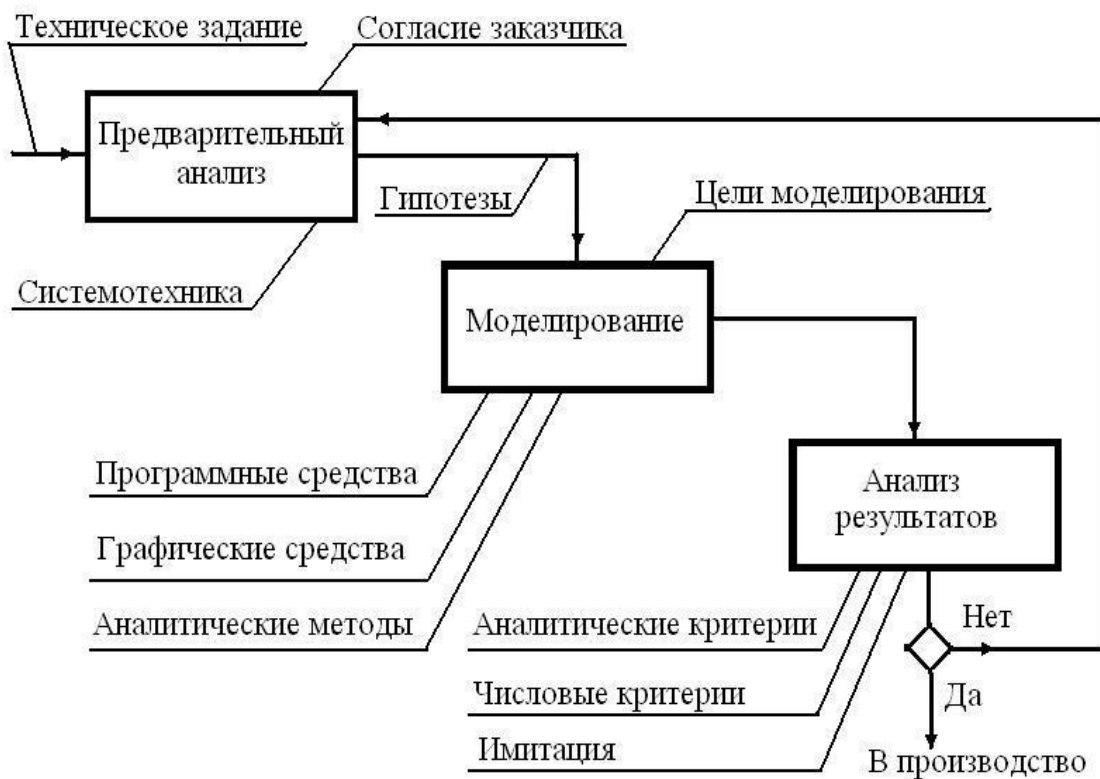 Техническое задание
Согласие заказчика
Предварительный
анализ
Гипотезы
Цели моделирования
Системотехника
Моделирование
Программные средства
Графические средства
Аналитические методы
Анализ
результатов
Аналитические критерии
Числовые критерии
Имитация
Нет
Да
В производство